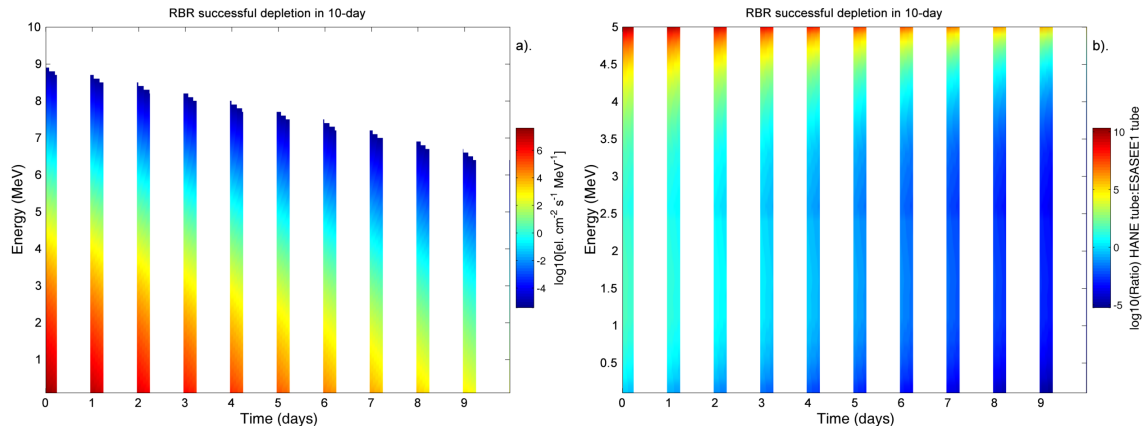 RBR successful depletion in 10-day
a).
10
9
8
7
6
5
4
3
2
1
Energy (MeV)
0 1 2 3 4 5 6 7 8 9
Time (days)
6
4
2
0
-2
-4
log10[el. cm-2 s-1 MeV-1]
RBR successful depletion in 10-day
b).
5
4.5
4
3.5
3
2.5
2
1.5
1
0.5
Energy (MeV)
0 1 2 3 4 5 6 7 8 9
Time (days)
10
5
0
-5
log10(Ratio) HANE tube:ESASEE1 tube